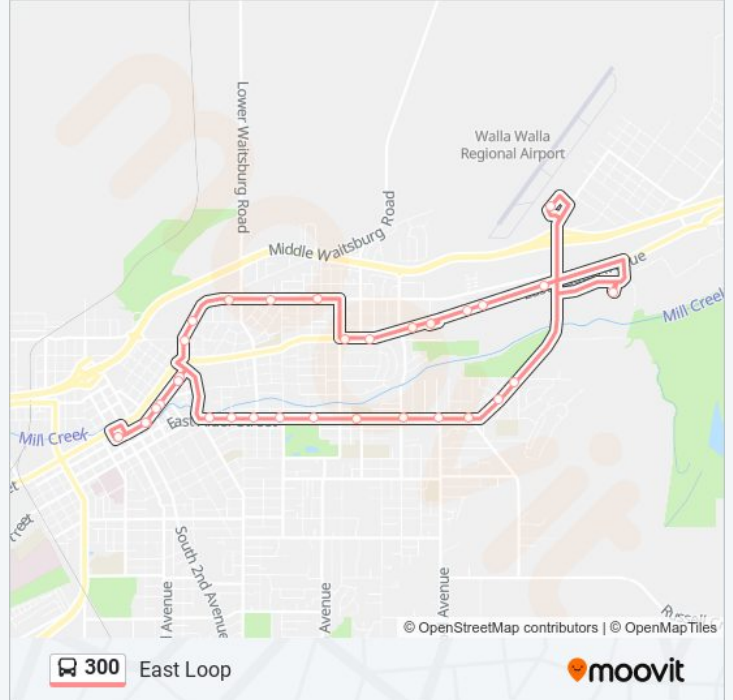 Lower Waitsburg Road
Walla Walla
Regional Airport
Middle Waitsburg Road
Mill Creek
Mill Creek
South 2nd Avenue
Avenue
Avenue
© OpenStreetMap contributors | © OpenMapTiles
300 East Loop
moovit